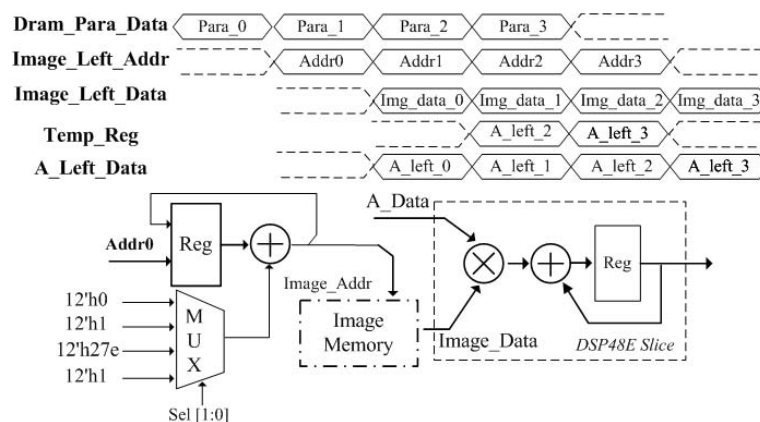 Dram_Para_Data Para_0 Para_1 Para_2 Para_3
Image_Left_Addr Addr0 Addr1 Addr2 Addr3
Image_Left_Data Img_data_0 Img_data_1 Img_data_2 Img_data_3
Temp_Reg A_left_2 A_left_3
A_Left_Data A_left_0 A_left_1 A_left_2 A_left_3
A_Data
Addr0 Reg
Reg
Image_Addr
12'h0
12'h1
12'h27e
12'h1
M
U
X
Image
Memory
Image_Data
DSP48E Slice
Sel [1:0]